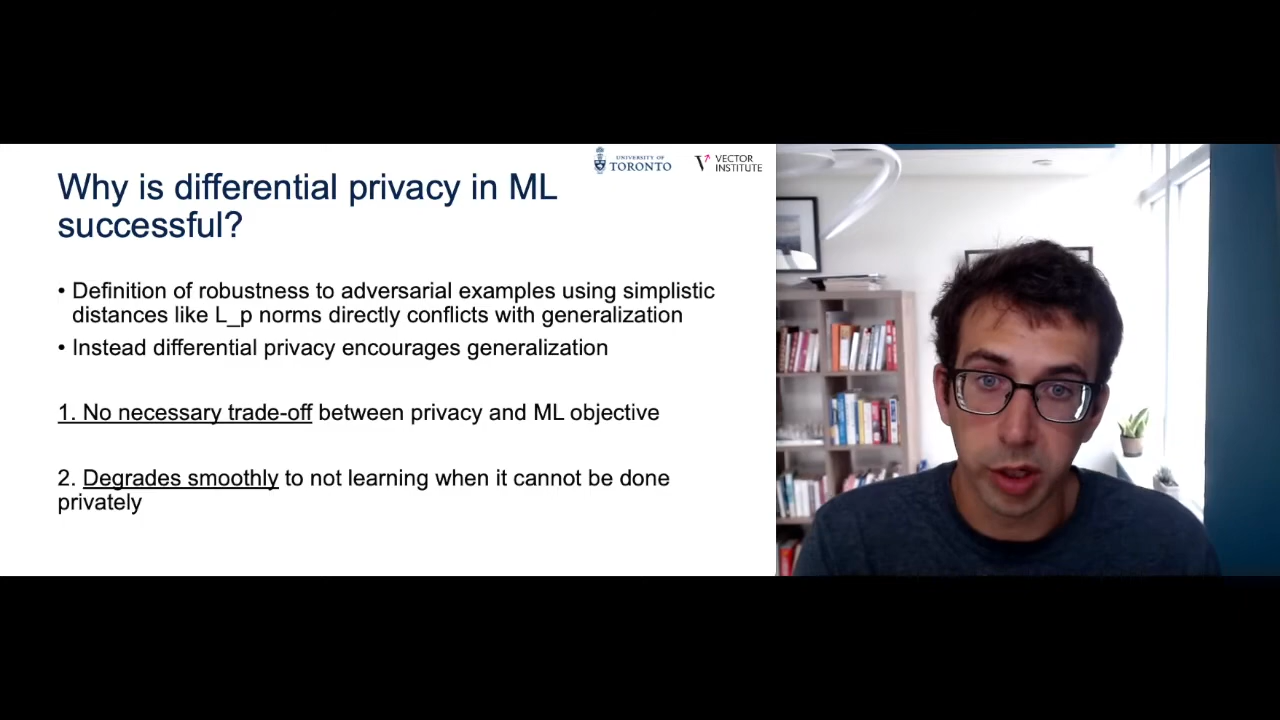 UNIVERSITY OF
TORONTO
VECTOR
INSTITUTE
Why is differential privacy in ML
successful?
• Definition of robustness to adversarial examples using simplistic
distances like L_p norms directly conflicts with generalization
• Instead differential privacy encourages generalization
1. No necessary trade-off between privacy and ML objective
2. Degrades smoothly to not learning when it cannot be done
privately